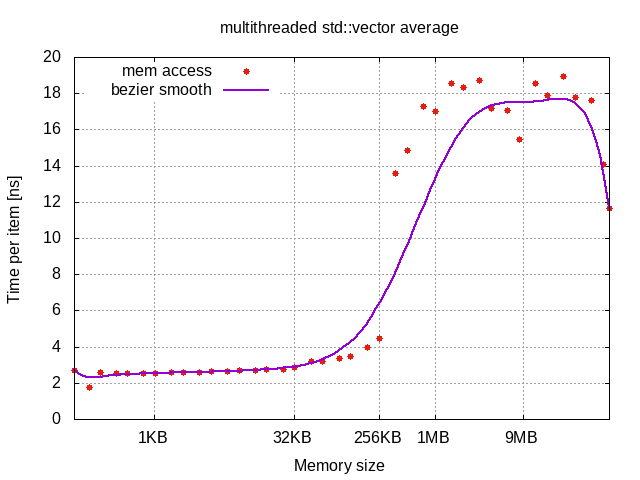 multithreaded std::vector average
mem access
bezier smooth
20
18
16
14
12
10
8
6
4
2
0
Time per item [ns]
1KB 32KB 256KB 1MB 9MB
Memory size